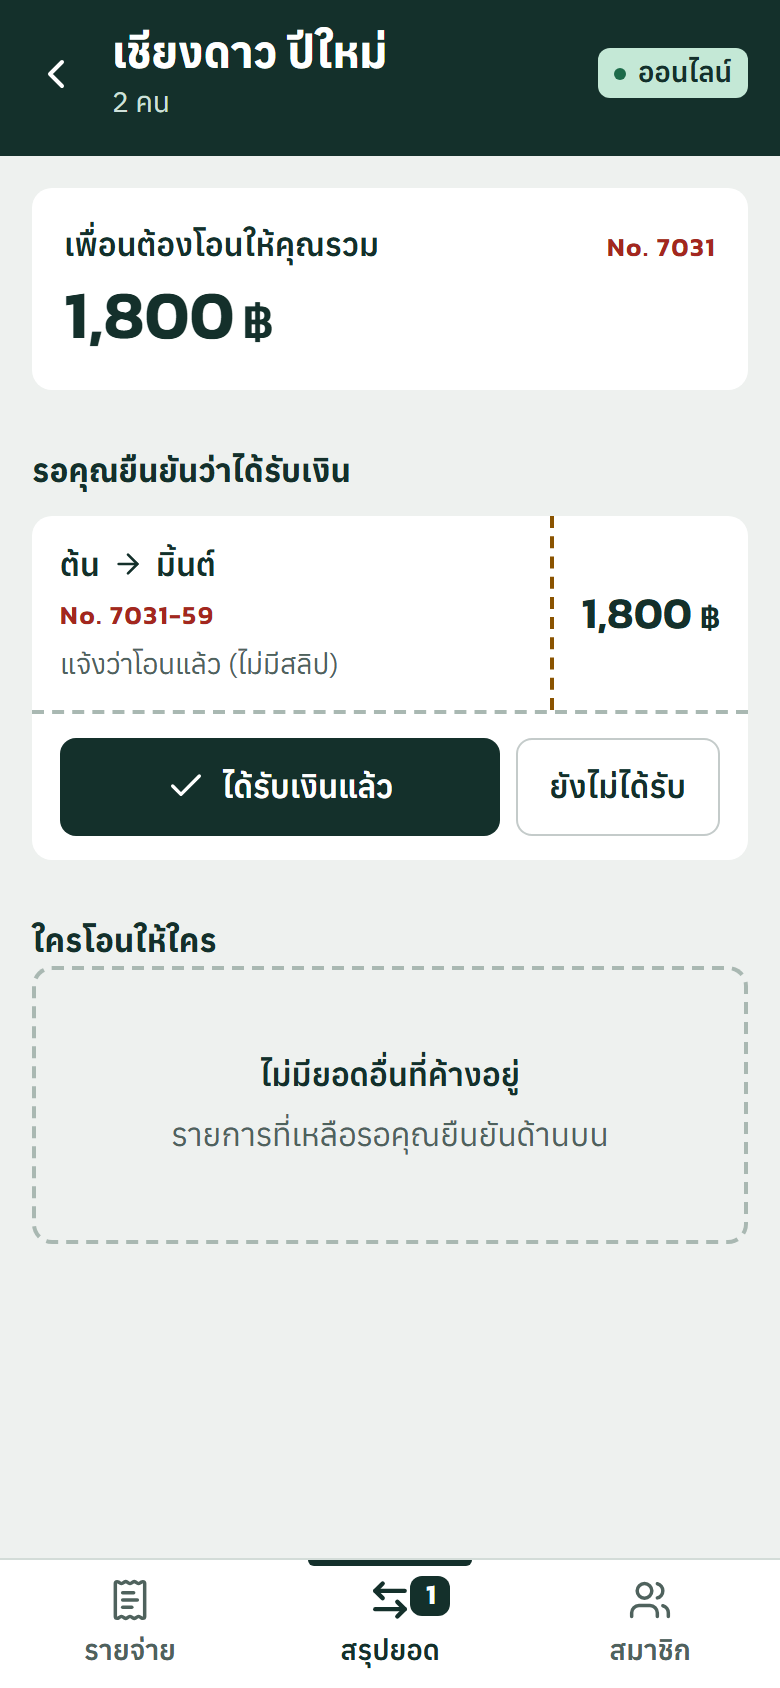 เชียงดาว ปีใหม่
2 คน
ออนไลน์
เพื่อนต้องโอนให้คุณรวม
No. 7031
1,800 ฿
รอคุณยืนยันว่าได้รับเงิน
ต้น → มิ้นต์
No. 7031-59
แจ้งว่าโอนแล้ว (ไม่มีสลิป)
1,800 ฿
ได้รับเงินแล้ว
ยังไม่ได้รับ
ใครโอนให้ใคร
ไม่มียอดอื่นที่ค้างอยู่
รายการที่เหลือรอคุณยืนยันด้านบน
1
รายจ่าย
สรุปยอด
สมาชิก